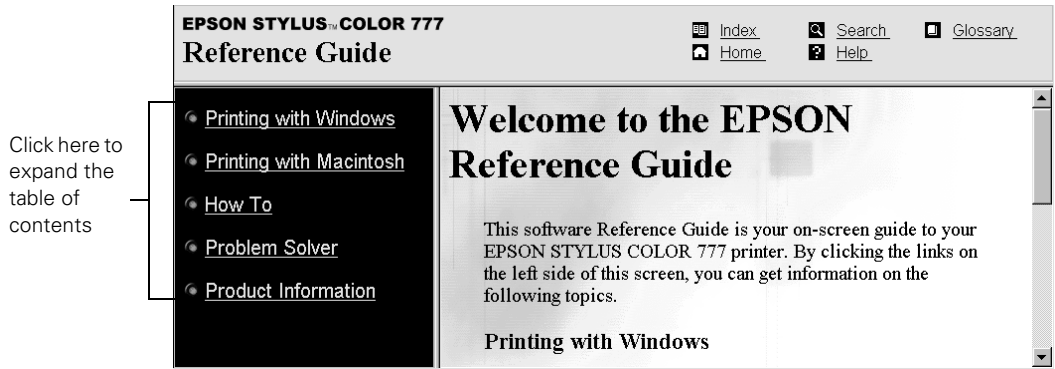 EPSON STYLUS™ COLOR 777
Reference Guide
Index
Search
Glossary
Home
Help
Click here to
expand the
table of
contents
Printing with Windows
Printing with Macintosh
How To
Problem Solver
Product Information
Welcome to the EPSON
Reference Guide
This software Reference Guide is your on-screen guide to your
EPSON STYLUS COLOR 777 printer. By clicking the links on
the left side of this screen, you can get information on the
following topics.
Printing with Windows